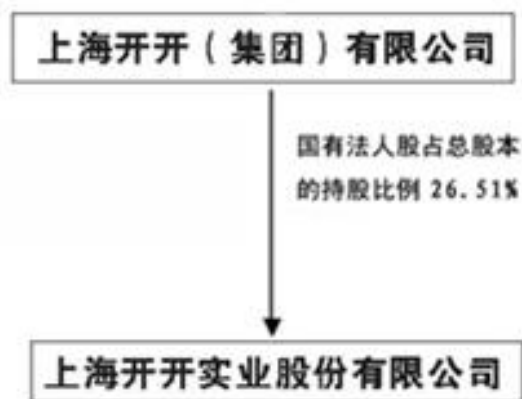 上海开开（集团）有限公司
国有法人股占总股本
的持股比例 26.51%
上海开开实业股份有限公司